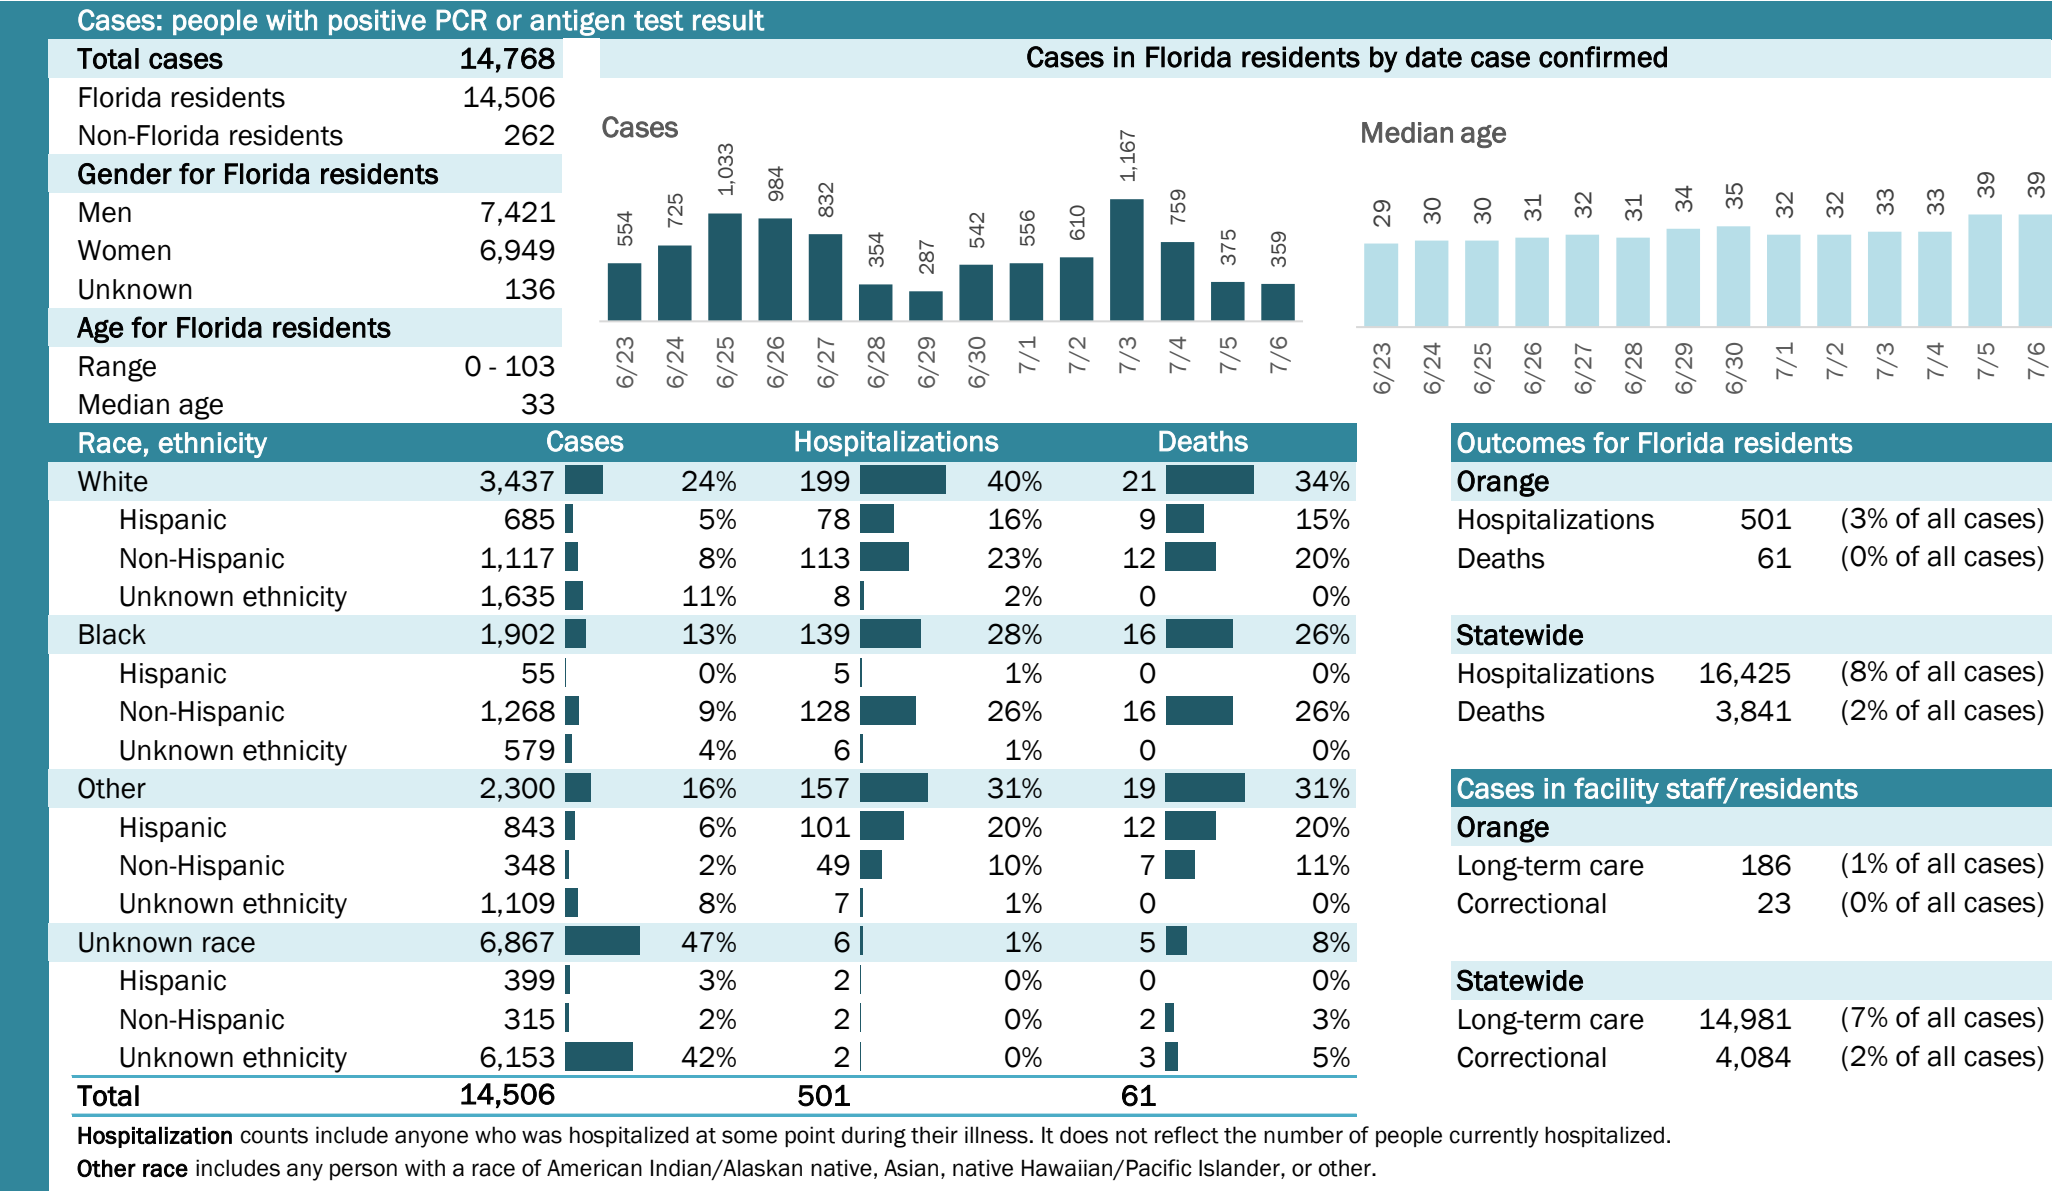 Cases: people with positive PCR or antigen test result
Total cases 14,768
Florida residents 14,506
Non-Florida residents 262
Gender for Florida residents
Men 7,421
Women 6,949
Unknown 136
Age for Florida residents
Range 0 - 103
Median age 33
Cases in Florida residents by date case confirmed
Cases
554 725 1,033 984 832 354 287 542 556 610 1,167 759 375 359
6/23 6/24 6/25 6/26 6/27 6/28 6/29 6/30 7/1 7/2 7/3 7/4 7/5 7/6
Median age
29 30 30 31 32 31 34 35 32 32 33 33 39 39
6/23 6/24 6/25 6/26 6/27 6/28 6/29 6/30 7/1 7/2 7/3 7/4 7/5 7/6
Race, ethnicity Cases Hospitalizations Deaths
White 3,437 24% 199 40% 21 34%
Hispanic 685 5% 78 16% 9 15%
Non-Hispanic 1,117 8% 113 23% 12 20%
Unknown ethnicity 1,635 11% 8 2% 0 0%
Black 1,902 13% 139 28% 16 26%
Hispanic 55 0% 5 1% 0 0%
Non-Hispanic 1,268 9% 128 26% 16 26%
Unknown ethnicity 579 4% 6 1% 0 0%
Other 2,300 16% 157 31% 19 31%
Hispanic 843 6% 101 20% 12 20%
Non-Hispanic 348 2% 49 10% 7 11%
Unknown ethnicity 1,109 8% 7 1% 0 0%
Unknown race 6,867 47% 6 1% 5 8%
Hispanic 399 3% 2 0% 0 0%
Non-Hispanic 315 2% 2 0% 2 3%
Unknown ethnicity 6,153 42% 2 0% 3 5%
Total 14,506 501 61
Outcomes for Florida residents
Orange
Hospitalizations 501 (3% of all cases)
Deaths 61 (0% of all cases)
Statewide
Hospitalizations 16,425 (8% of all cases)
Deaths 3,841 (2% of all cases)
Cases in facility staff/residents
Orange
Long-term care 186 (1% of all cases)
Correctional 23 (0% of all cases)
Statewide
Long-term care 14,981 (7% of all cases)
Correctional 4,084 (2% of all cases)
Hospitalization counts include anyone who was hospitalized at some point during their illness. It does not reflect the number of people currently hospitalized.
Other race includes any person with a race of American Indian/Alaskan native, Asian, native Hawaiian/Pacific Islander, or other.